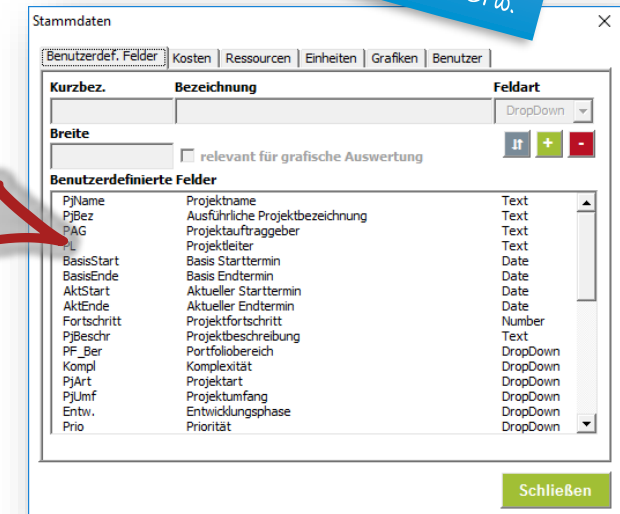 Stammdaten
Benutzerdef. Felder Kosten Ressourcen Einheiten Grafiken Benutzer
Kurzbez. Bezeichnung Feldart
DropDown
Breite
relevant für grafische Auswertung
+ -
Benutzerdefinierte Felder
PjName Projektname Text
PjBez Ausführliche Projektbezeichnung Text
PAG Projektauftraggeber Text
PL Projektleiter Text
BasisStart Basis Starttermin Date
BasisEnde Basis Endtermin Date
AktStart Aktueller Starttermin Date
AktEnde Aktueller Endtermin Date
Fortschritt Projektfortschritt Number
PjBeschr Projektbeschreibung Text
PF_Ber Portfoliobereich DropDown
Kompl Komplexität DropDown
PjArt Projektart DropDown
PjUmf Projektumfang DropDown
Entw. Entwicklungsphase DropDown
Prio Priorität DropDown
Schließen